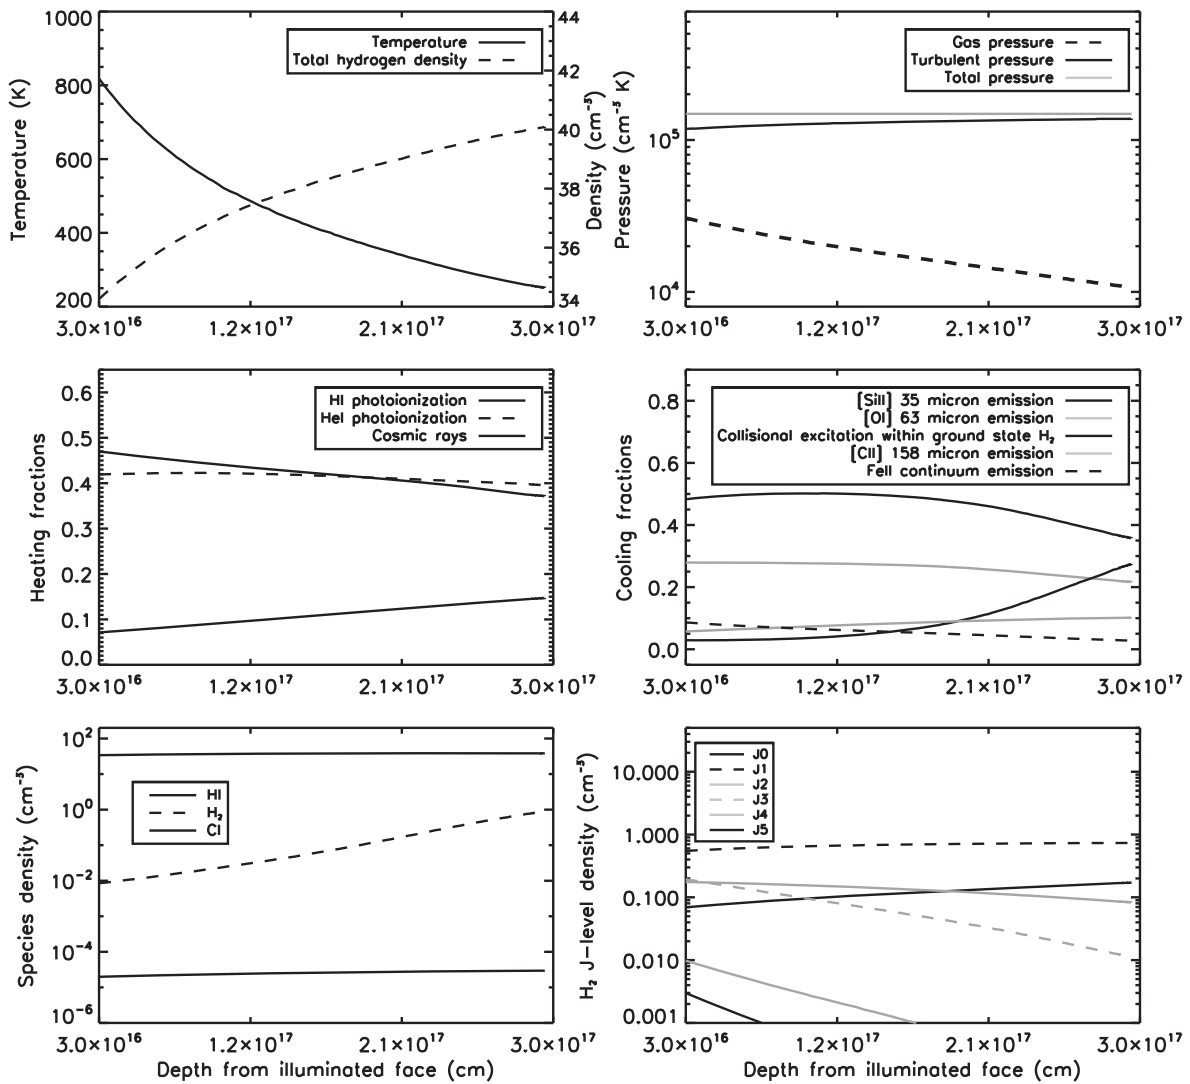 Temperature (K)
1000
800
600
400
200
Temperature
Total hydrogen density
44
42
40
38
36
34
Density (cm⁻³)
3.0×10¹⁶
1.2×10¹⁷
2.1×10¹⁷
3.0×10¹⁷
Pressure (cm⁻³ K)
10⁵
10⁴
Gas pressure
Turbulent pressure
Total pressure
3.0×10¹⁶
1.2×10¹⁷
2.1×10¹⁷
3.0×10¹⁷
Heating fractions
0.6
0.5
0.4
0.3
0.2
0.1
0.0
HI photoionization
HeI photoionization
Cosmic rays
3.0×10¹⁶
1.2×10¹⁷
2.1×10¹⁷
3.0×10¹⁷
Cooling fractions
0.8
0.6
0.4
0.2
0.0
[SiII] 35 micron emission
[OI] 63 micron emission
Collisional excitation within ground state H₂
[CII] 158 micron emission
FeII continuum emission
3.0×10¹⁶
1.2×10¹⁷
2.1×10¹⁷
3.0×10¹⁷
Species density (cm⁻³)
10²
10⁰
10⁻²
10⁻⁴
10⁻⁶
HI
H₂
CI
3.0×10¹⁶
1.2×10¹⁷
2.1×10¹⁷
3.0×10¹⁷
Depth from illuminated face (cm)
H₂ J−level density (cm⁻³)
10.000
1.000
0.100
0.010
0.001
J0
J1
J2
J3
J4
J5
3.0×10¹⁶
1.2×10¹⁷
2.1×10¹⁷
3.0×10¹⁷
Depth from illuminated face (cm)